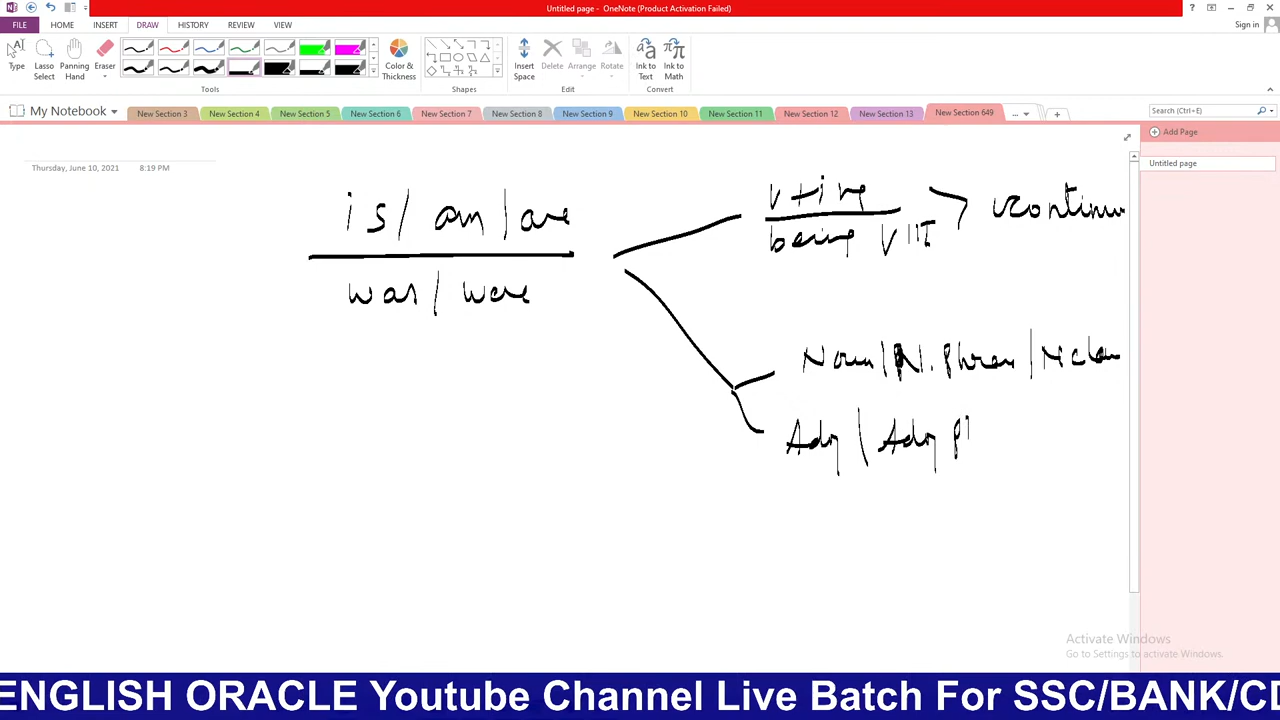 Untitled page - OneNote (Product Activation Failed)
FILE HOME INSERT DRAW HISTORY REVIEW VIEW
Sign in
Type
Lasso Select
Panning Hand
Eraser
Color & Thickness
Insert Space
Delete
Arrange
Rotate
Ink to Text
Ink to Math
Tools Shapes Edit Convert
My Notebook New Section 3 New Section 4 New Section 5 New Section 6 New Section 7 New Section 8 New Section 9 New Section 10 New Section 11 New Section 12 New Section 13 New Section 649 ... Search (Ctrl+E)
Add Page
Untitled page
Thursday, June 10, 2021 8:19 PM
is/ am/are
was/ were
v+ing
being VIII
Noun/N. Phrase/
Adj/ Adj
Activate Windows
Go to Settings to activate Windows.
ENGLISH ORACLE Youtube Channel Live Batch For SSC/BANK/CD